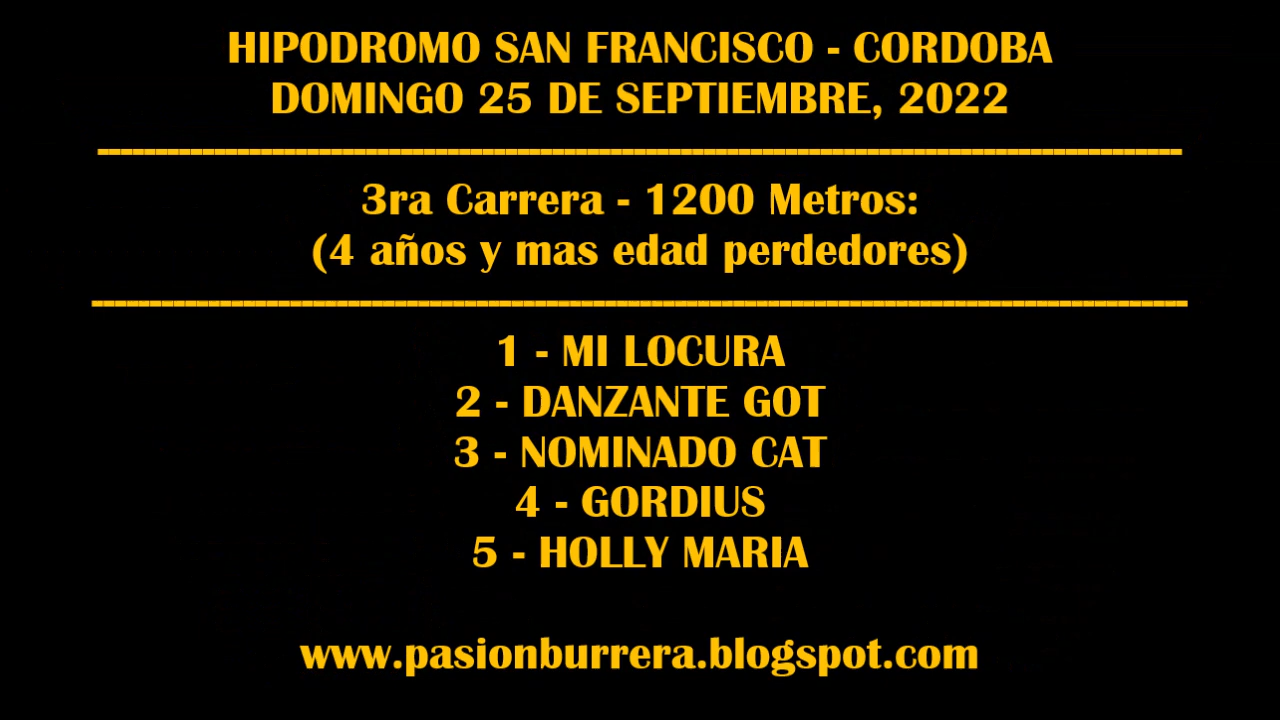 HIPODROMO SAN FRANCISCO - CORDOBA
DOMINGO 25 DE SEPTIEMBRE, 2022
3ra Carrera - 1200 Metros:
(4 años y mas edad perdedores)
1 - MI LOCURA
2 - DANZANTE GOT
3 - NOMINADO CAT
4 - GORDIUS
5 - HOLLY MARIA
www.pasionburrera.blogspot.com